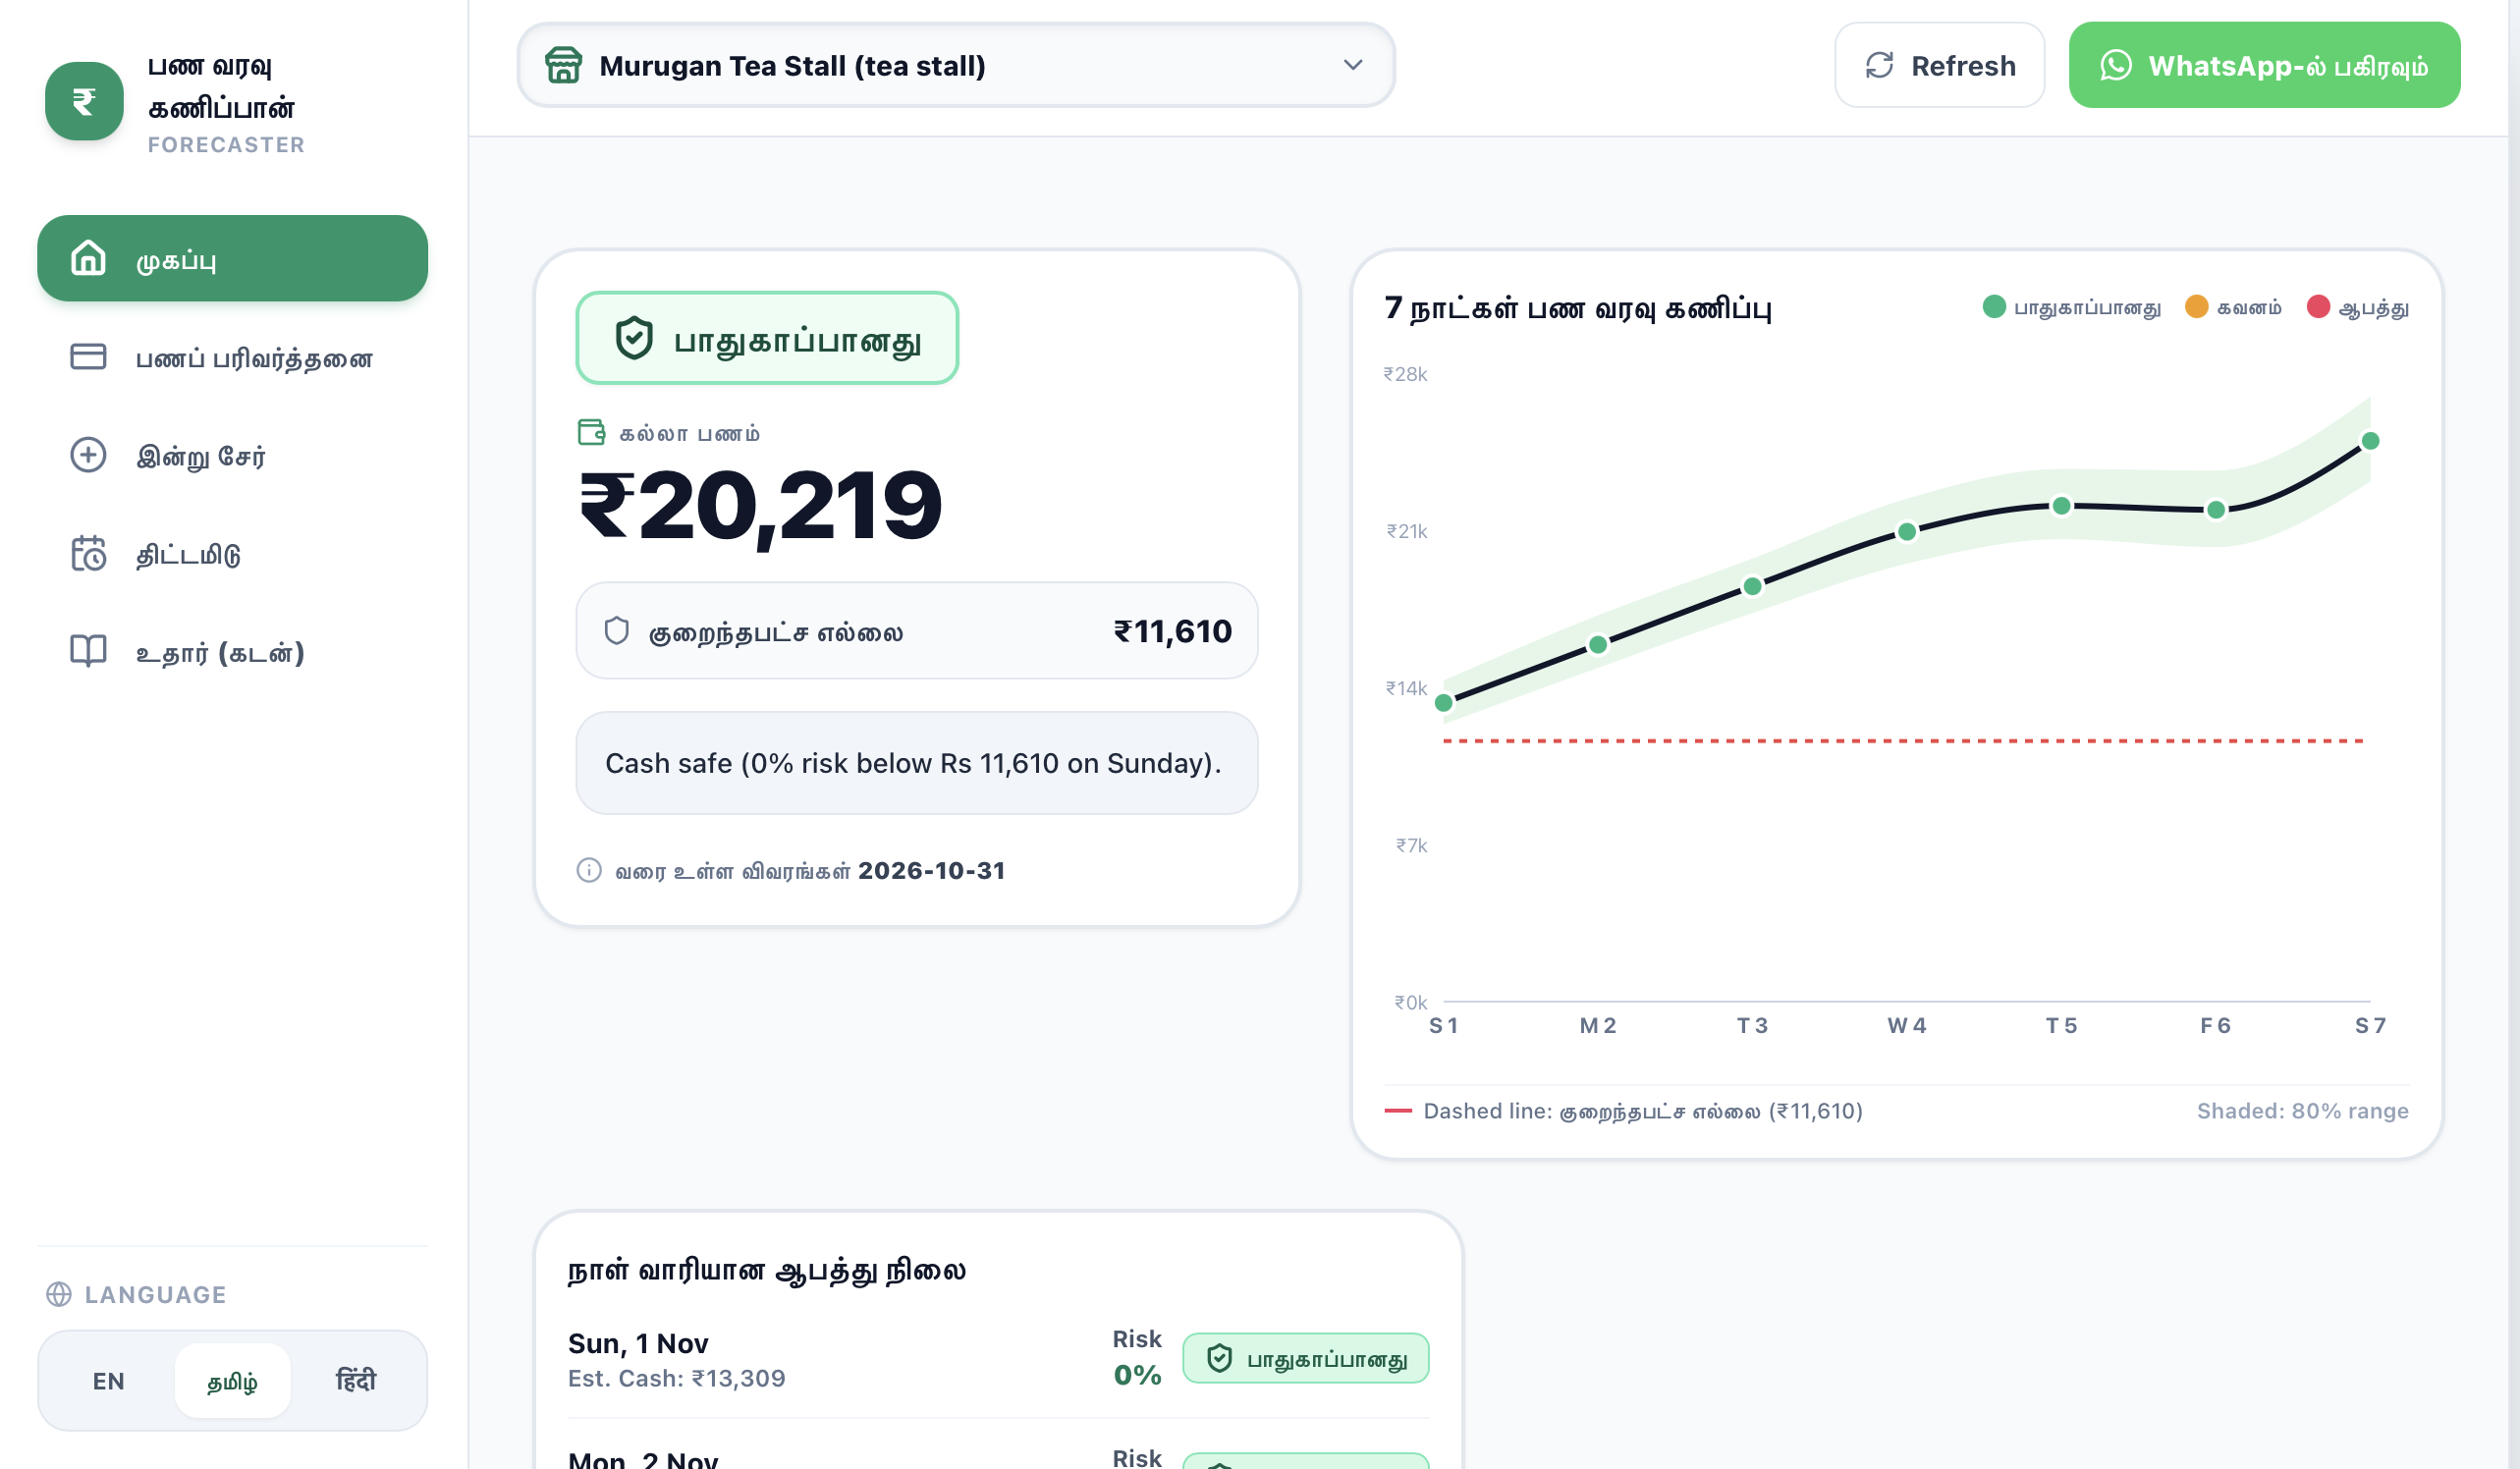 ₹
பண வரவு
கணிப்பான்
FORECASTER
முகப்பு
பணப் பரிவர்த்தனை
இன்று சேர்
திட்டமிடு
உதார் (கடன்)
LANGUAGE
EN தமிழ் हिंदी
Murugan Tea Stall (tea stall)
Refresh
WhatsApp-ல் பகிரவும்
பாதுகாப்பானது
கல்லா பணம்
₹20,219
குறைந்தபட்ச எல்லை ₹11,610
Cash safe (0% risk below Rs 11,610 on Sunday).
வரை உள்ள விவரங்கள் 2026-10-31
7 நாட்கள் பண வரவு கணிப்பு
பாதுகாப்பானது கவனம் ஆபத்து
₹28k
₹21k
₹14k
₹7k
₹0k
S 1 M 2 T 3 W 4 T 5 F 6 S 7
Dashed line: குறைந்தபட்ச எல்லை (₹11,610) Shaded: 80% range
நாள் வாரியான ஆபத்து நிலை
Sun, 1 Nov
Est. Cash: ₹13,309
Risk
0%
பாதுகாப்பானது
Mon, 2 Nov
Risk